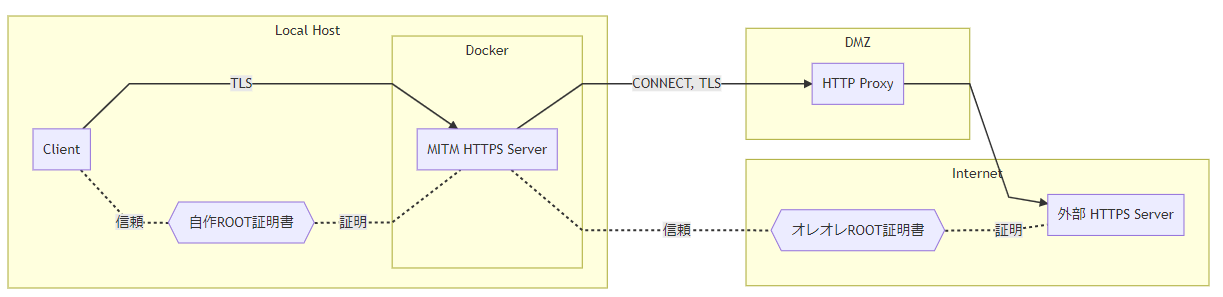 Local Host
Docker
DMZ
TLS
CONNECT, TLS
HTTP Proxy
Client
MITM HTTPS Server
Internet
信頼
自作ROOT証明書
証明
信頼
オレオレROOT証明書
証明
外部 HTTPS Server